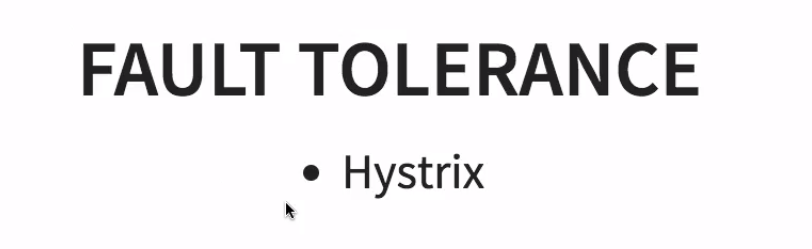 FAULT TOLERANCE
• Hystrix